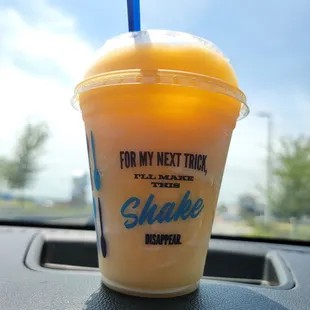 FOR MY NEXT TRICK,
I'LL MAKE
THIS
Shake
DISAPPEAR.